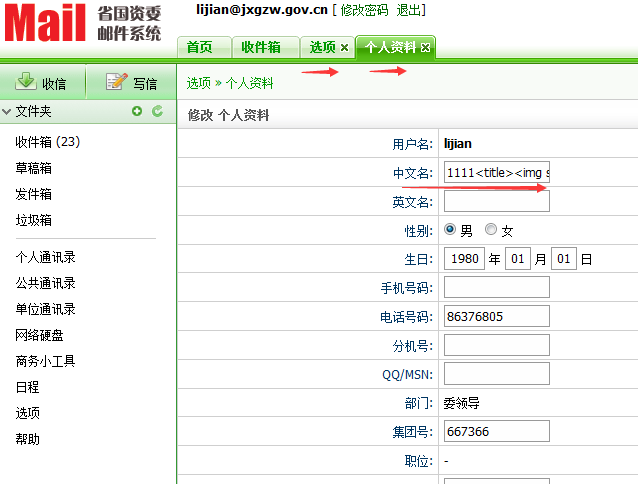 Mail 省国资委
邮件系统
lijian@jxgzw.gov.cn [ 修改密码 退出]
首页 收件箱 选项 个人资料
收信 写信
选项 » 个人资料
文件夹
修改 个人资料
收件箱 (23)
草稿箱
发件箱
垃圾箱
个人通讯录
公共通讯录
单位通讯录
网络硬盘
商务小工具
日程
选项
帮助
用户名: lijian
中文名: 1111<title><img s
英文名:
性别: 男 女
生日: 1980 年 01 月 01 日
手机号码:
电话号码: 86376805
分机号:
QQ/MSN:
部门: 委领导
集团号: 667366
职位: -